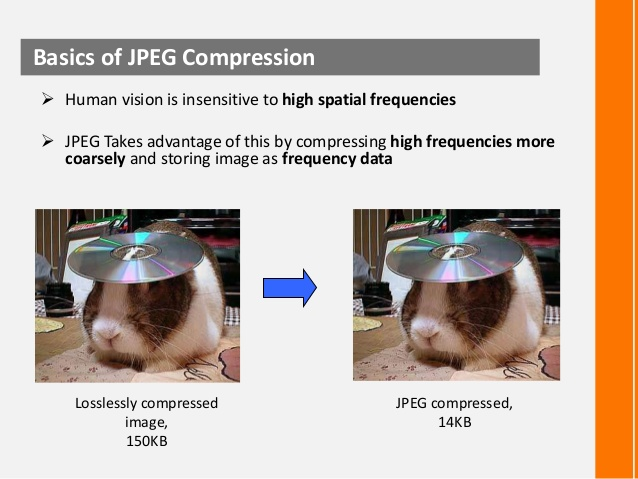 Basics of JPEG Compression
➢ Human vision is insensitive to high spatial frequencies
➢ JPEG Takes advantage of this by compressing high frequencies more
coarsely and storing image as frequency data
Losslessly compressed
image,
150KB
JPEG compressed,
14KB